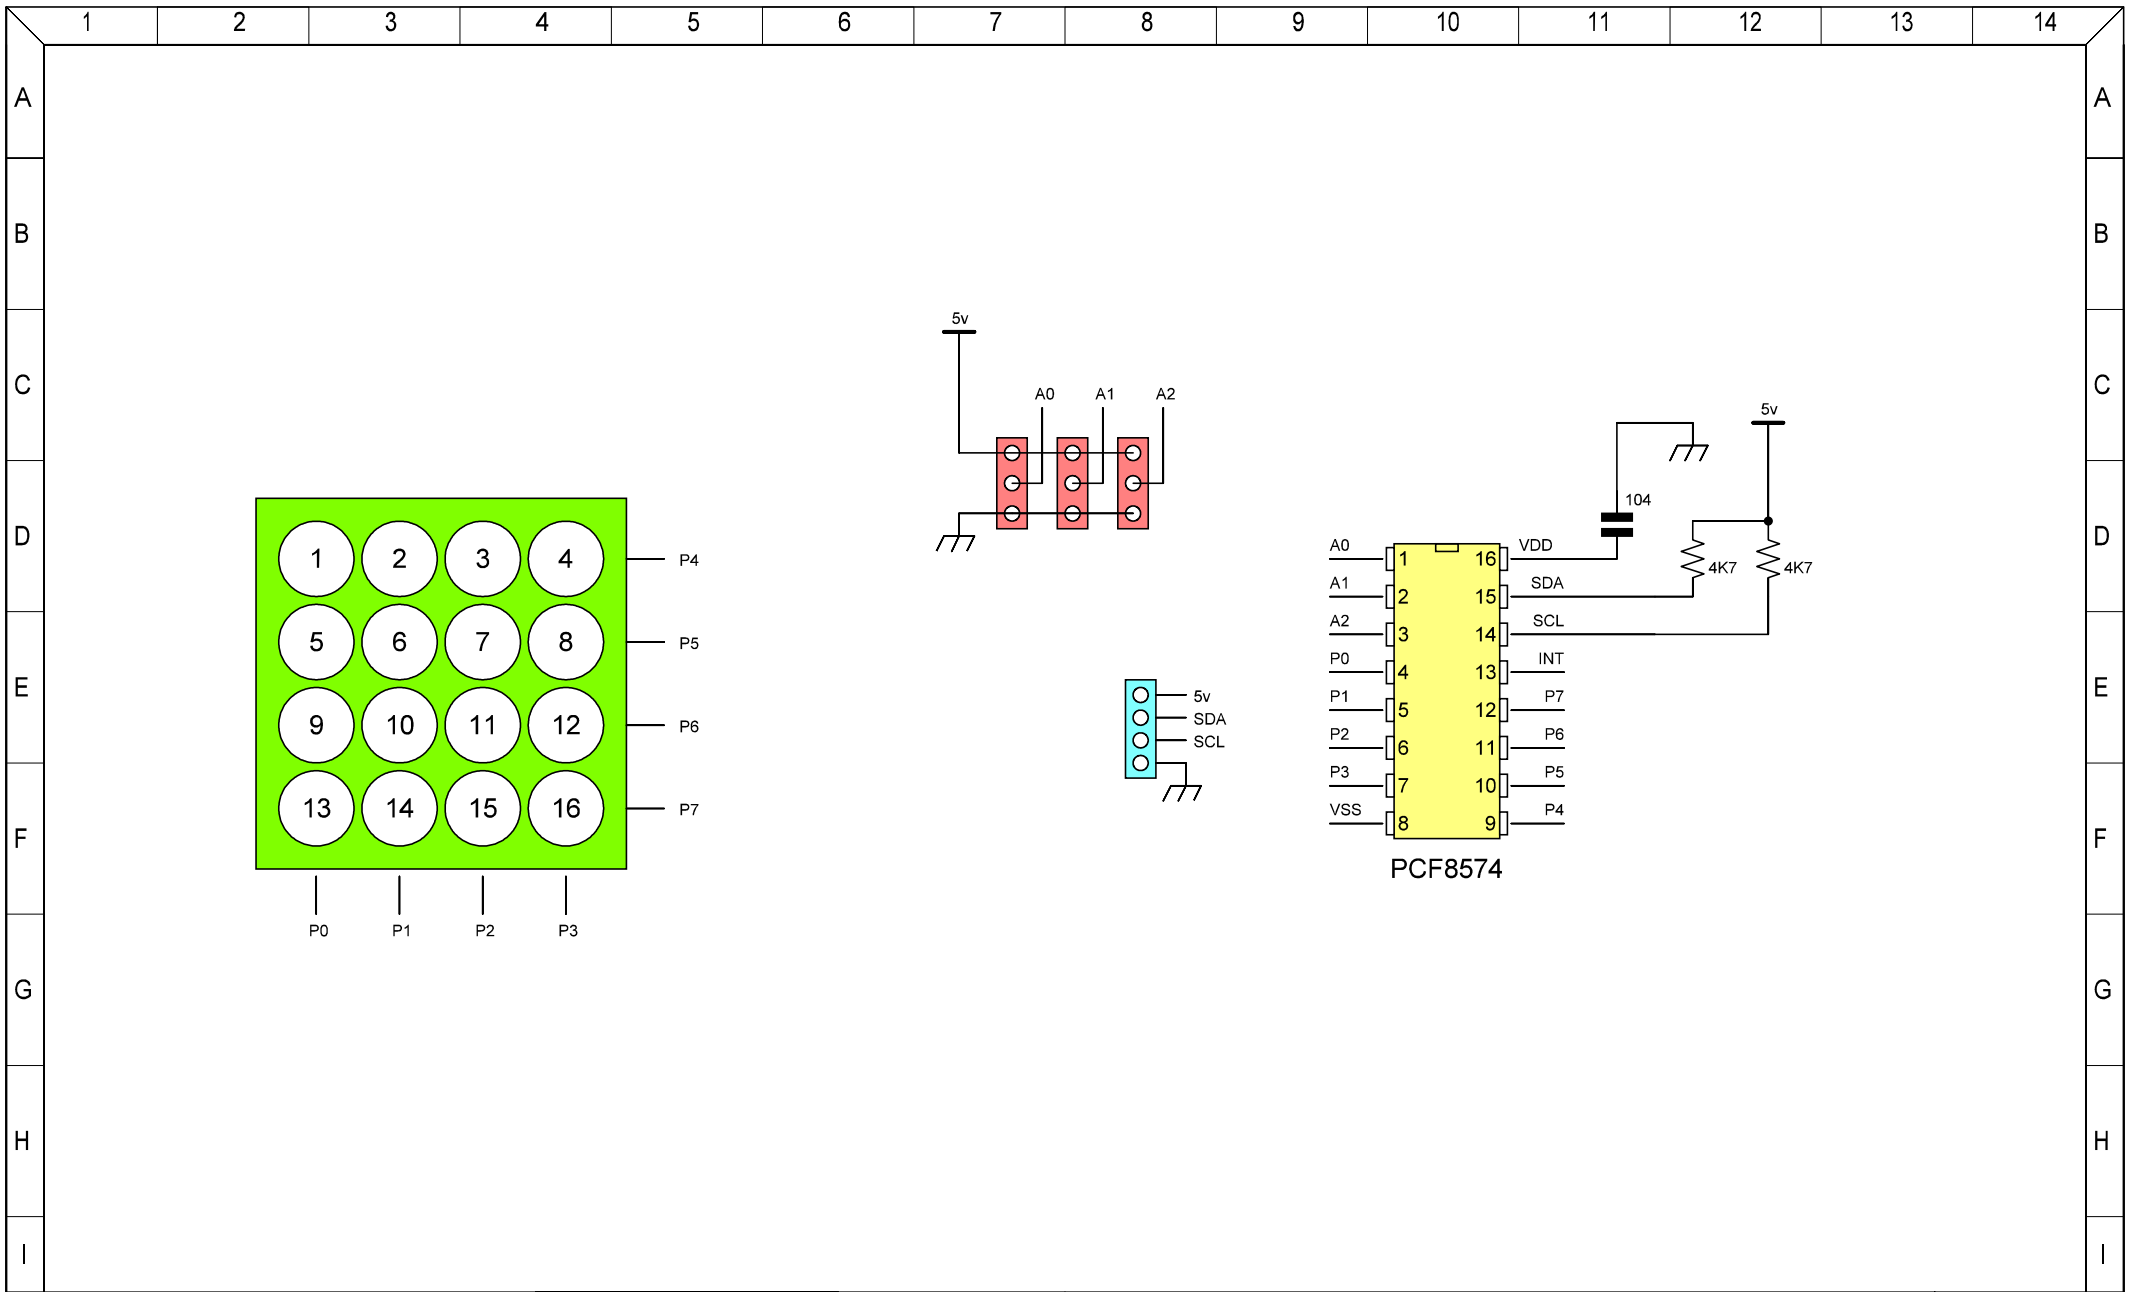 1 2 3 4 5 6 7 8 9 10 11 12 13 14
A A
B B
5v
C C
A0 A1 A2
5v
104
D D
1 2 3 4 P4
A0 1 16 VDD
4K7 4K7
A1 2 15 SDA
A2 3 14 SCL
5 6 7 8 P5
P0 4 13 INT
E E
5v
P1 5 12 P7
SDA
9 10 11 12 P6
SCL
P2 6 11 P6
P3 7 10 P5
13 14 15 16 P7
VSS 8 9 P4
F F
PCF8574
P0 P1 P2 P3
G G
H H
I I